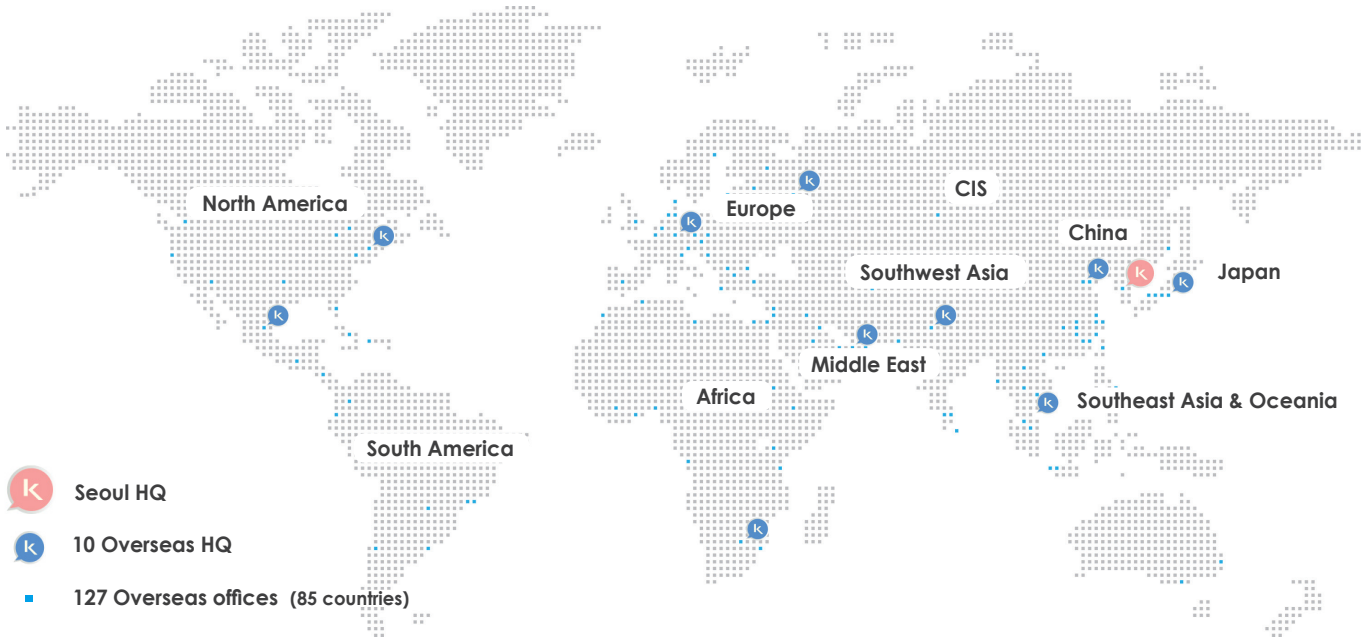 North America
CIS
Europe
China
Southwest Asia
Japan
Middle East
Africa
Southeast Asia & Oceania
South America
k Seoul HQ
k 10 Overseas HQ
127 Overseas offices (85 countries)
k
k
k
k
k
k
k
k
k
k
k